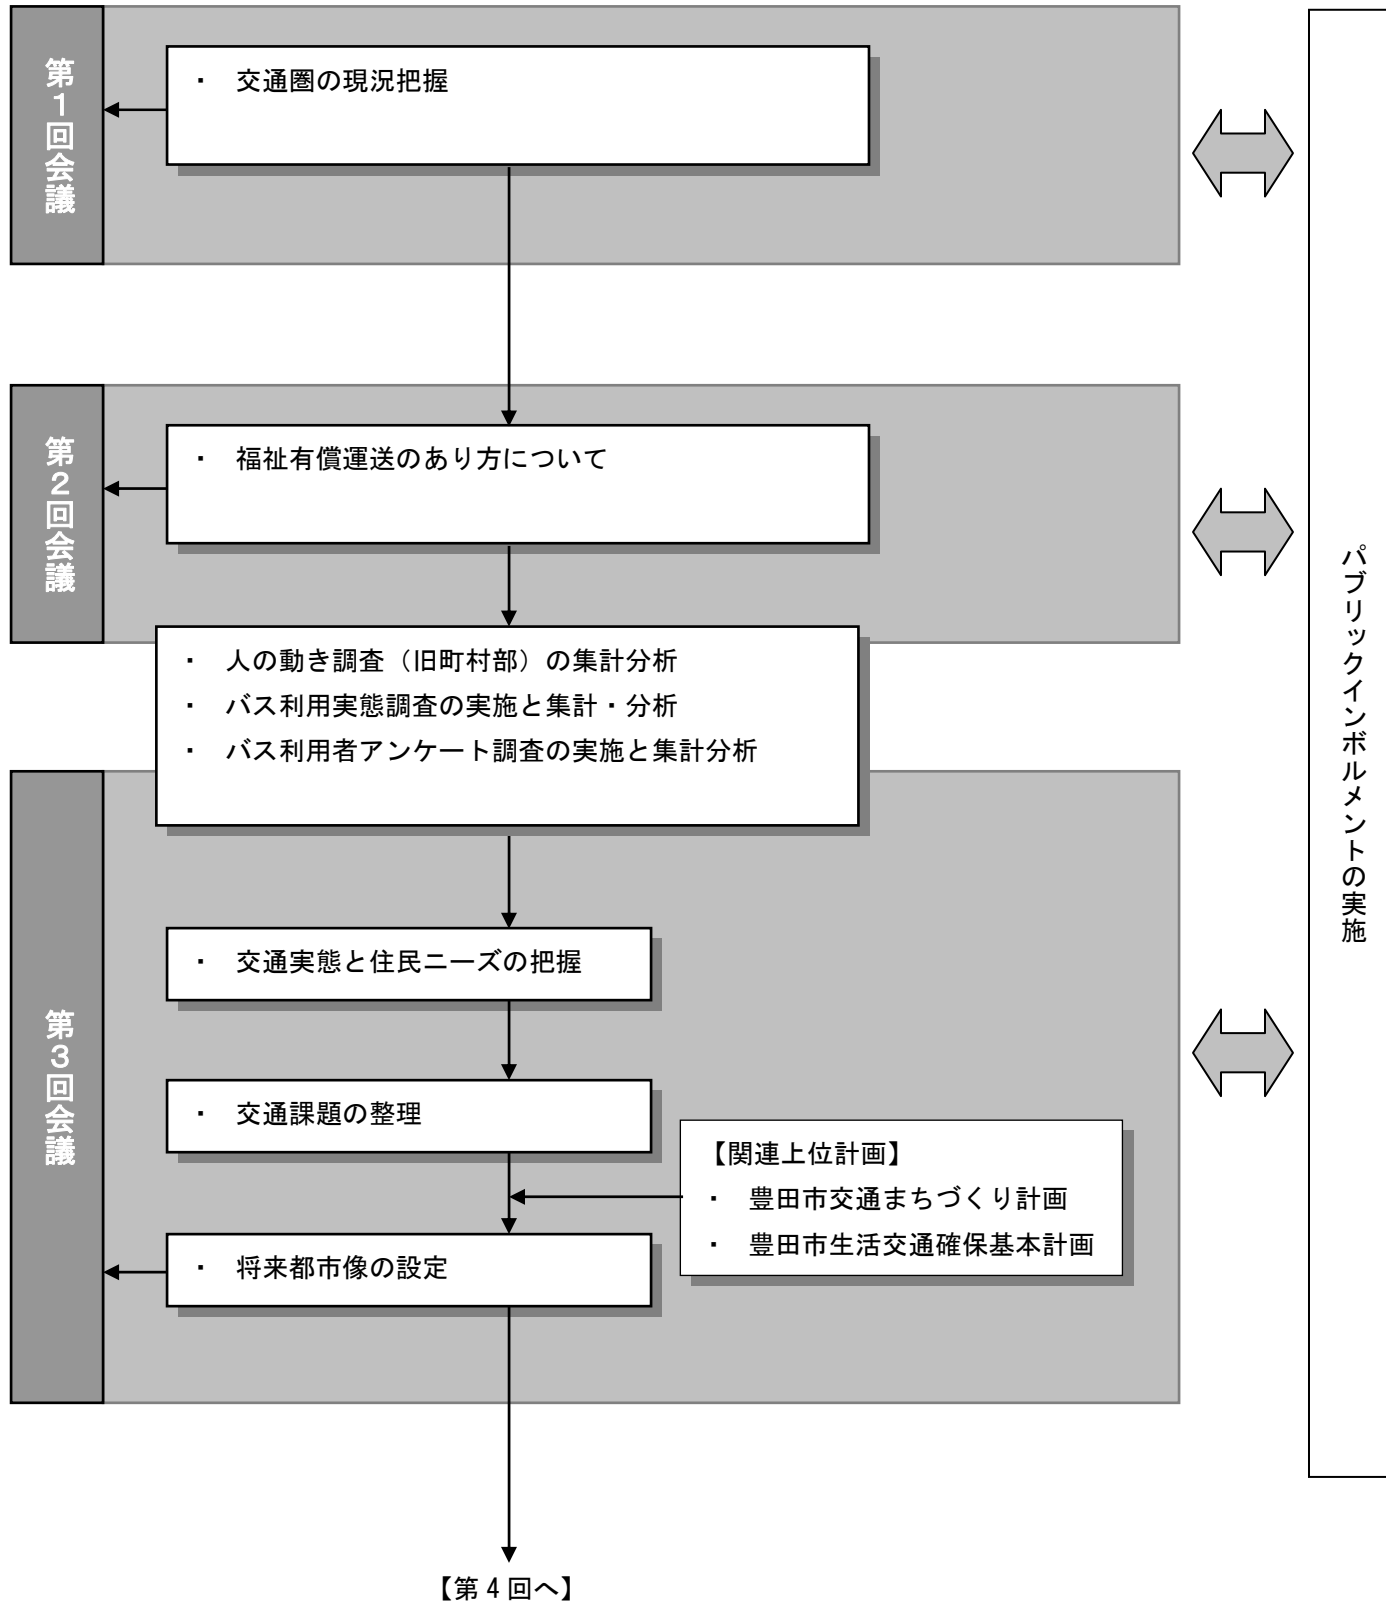 第1回会議
・ 交通圏の現況把握
第2回会議
・ 福祉有償運送のあり方について
・ 人の動き調査（旧町村部）の集計分析
・ バス利用実態調査の実施と集計・分析
・ バス利用者アンケート調査の実施と集計分析
第3回会議
・ 交通実態と住民ニーズの把握
・ 交通課題の整理
【関連上位計画】
・ 豊田市交通まちづくり計画
・ 豊田市生活交通確保基本計画
・ 将来都市像の設定
【第4回へ】
パブリックインボルメントの実施